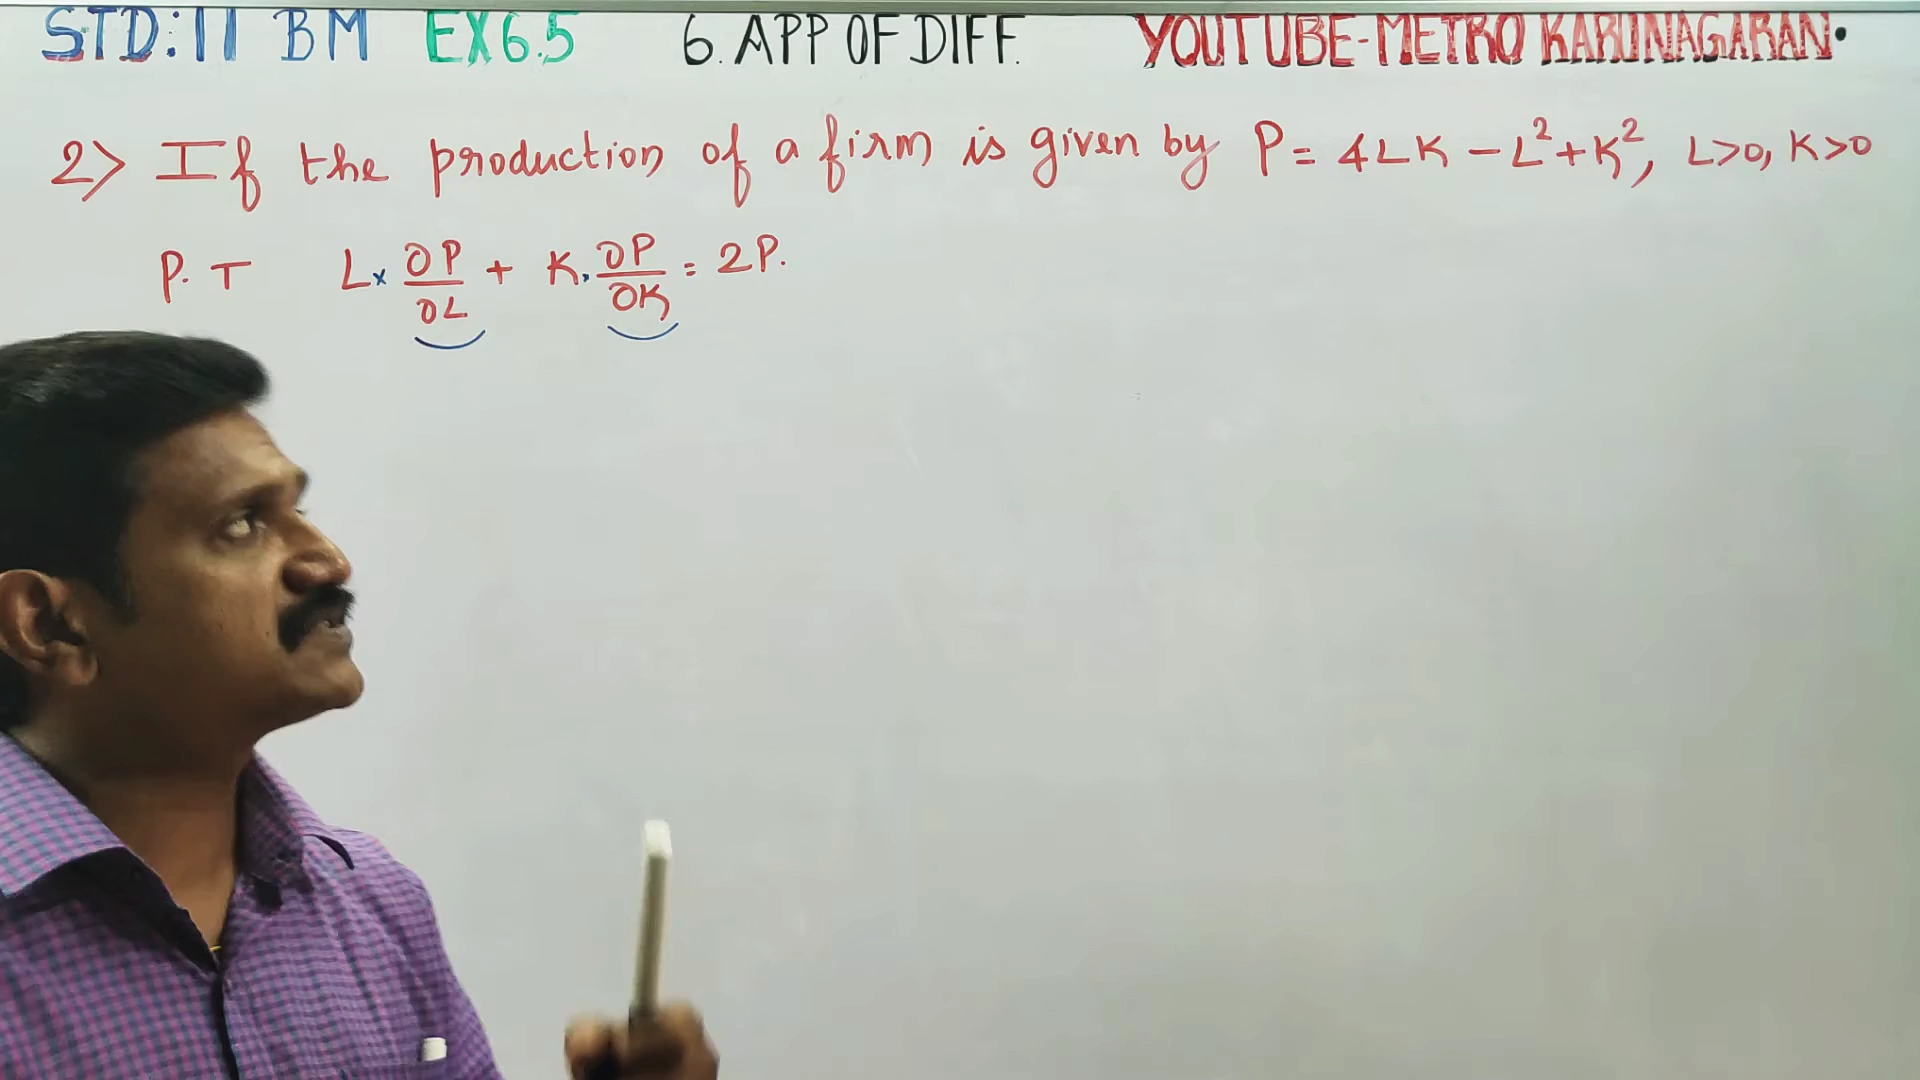 STD:11 BM EX6.5 6. APP OF DIFF. YOUTUBE-METRO KARUNAGARAN.
2> If the production of a firm is given by P = 4LK - L²+K², L>0, K>0
P.T L× ∂P/∂L + K. ∂P/∂K = 2P.